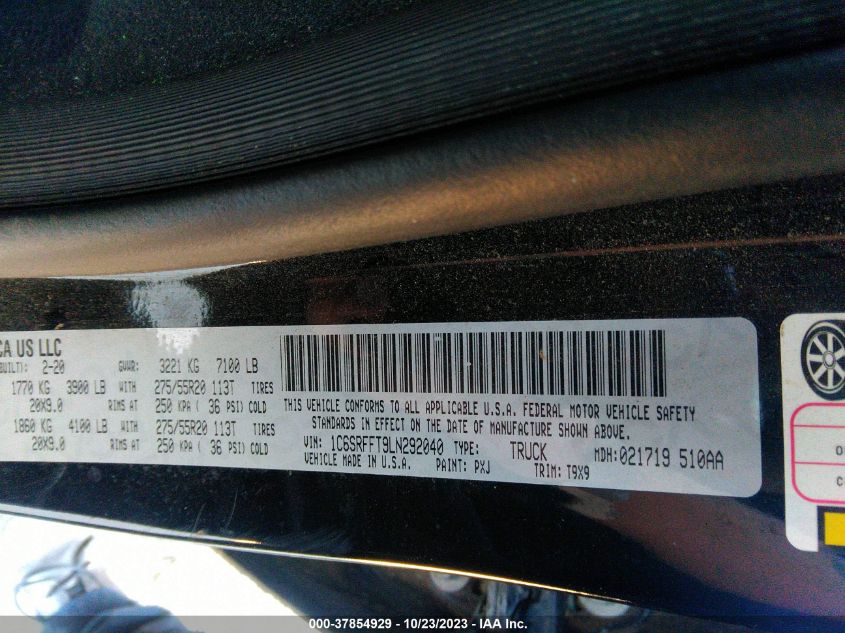 CA US LLC
BUILT): 2-20 GVWR: 3221 KG 7100 LB
1770 KG 3900 LB WITH 275/55R20 113T TIRES
20X9.0 RIMS AT 250 KPA ( 36 PSI) COLD
1860 KG 4100 LB WITH 275/55R20 113T TIRES
20X9.0 RIMS AT 250 KPA ( 36 PSI) COLD
THIS VEHICLE CONFORMS TO ALL APPLICABLE U.S.A. FEDERAL MOTOR VEHICLE SAFETY
STANDARDS IN EFFECT ON THE DATE OF MANUFACTURE SHOWN ABOVE.
VIN: 1C6SRFFT9LN292040 TYPE: TRUCK MDH: 021719 510AA
VEHICLE MADE IN U.S.A. PAINT: PXJ TRIM: T9X9
000-37854929 - 10/23/2023 - IAA Inc.